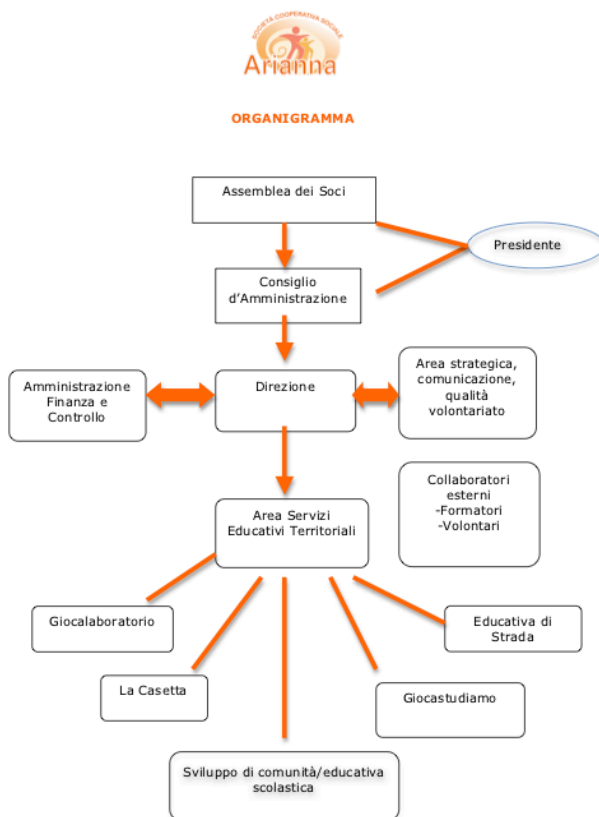 SOCIETÀ COOPERATIVA SOCIALE
Arianna
ORGANIGRAMMA
Assemblea dei Soci
Presidente
Consiglio
d'Amministrazione
Amministrazione
Finanza e
Controllo
Direzione
Area strategica,
comunicazione,
qualità
volontariato
Collaboratori
esterni
-Formatori
-Volontari
Area Servizi
Educativi Territoriali
Giocalaboratorio
Educativa di
Strada
La Casetta
Giocastudiamo
Sviluppo di comunità/educativa
scolastica